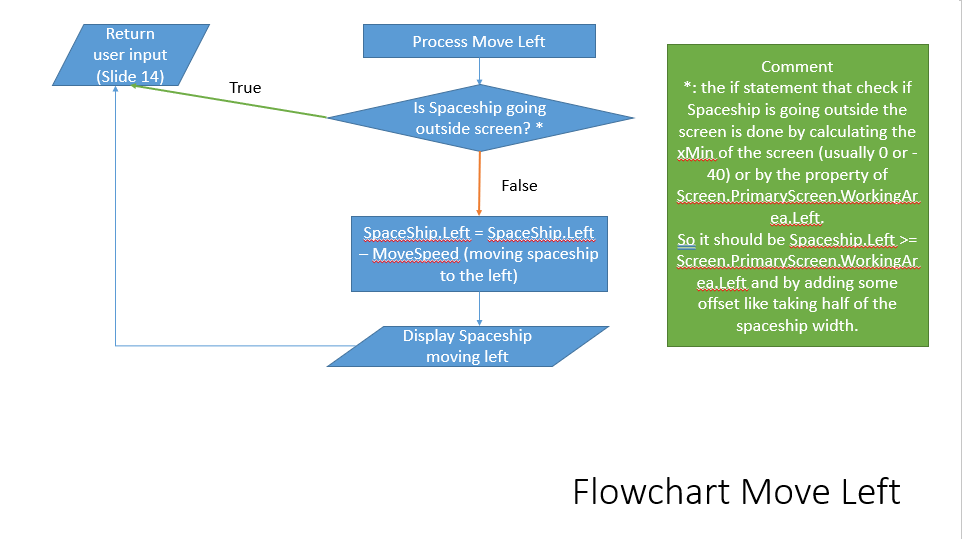 Return
user input
(Slide 14)
Process Move Left
True
Is Spaceship going
outside screen? *
False
SpaceShip.Left = SpaceShip.Left
– MoveSpeed (moving spaceship
to the left)
Display Spaceship
moving left
Comment
*: the if statement that check if
Spaceship is going outside the
screen is done by calculating the
xMin of the screen (usually 0 or -
40) or by the property of
Screen.PrimaryScreen.WorkingAr
ea.Left.
So it should be Spaceship.Left >=
Screen.PrimaryScreen.WorkingAr
ea.Left and by adding some
offset like taking half of the
spaceship width.
Flowchart Move Left